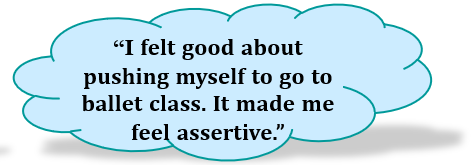 “I felt good about
pushing myself to go to
ballet class. It made me
feel assertive.”